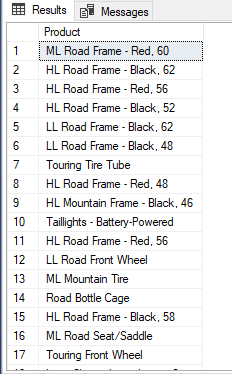 Results Messages
Product
1 ML Road Frame - Red, 60
2 HL Road Frame - Black, 62
3 HL Road Frame - Red, 56
4 HL Road Frame - Black, 52
5 LL Road Frame - Black, 62
6 LL Road Frame - Black, 48
7 Touring Tire Tube
8 HL Road Frame - Red, 48
9 HL Mountain Frame - Black, 46
10 Taillights - Battery-Powered
11 HL Road Frame - Red, 56
12 LL Road Front Wheel
13 ML Mountain Tire
14 Road Bottle Cage
15 HL Road Frame - Black, 58
16 ML Road Seat/Saddle
17 Touring Front Wheel